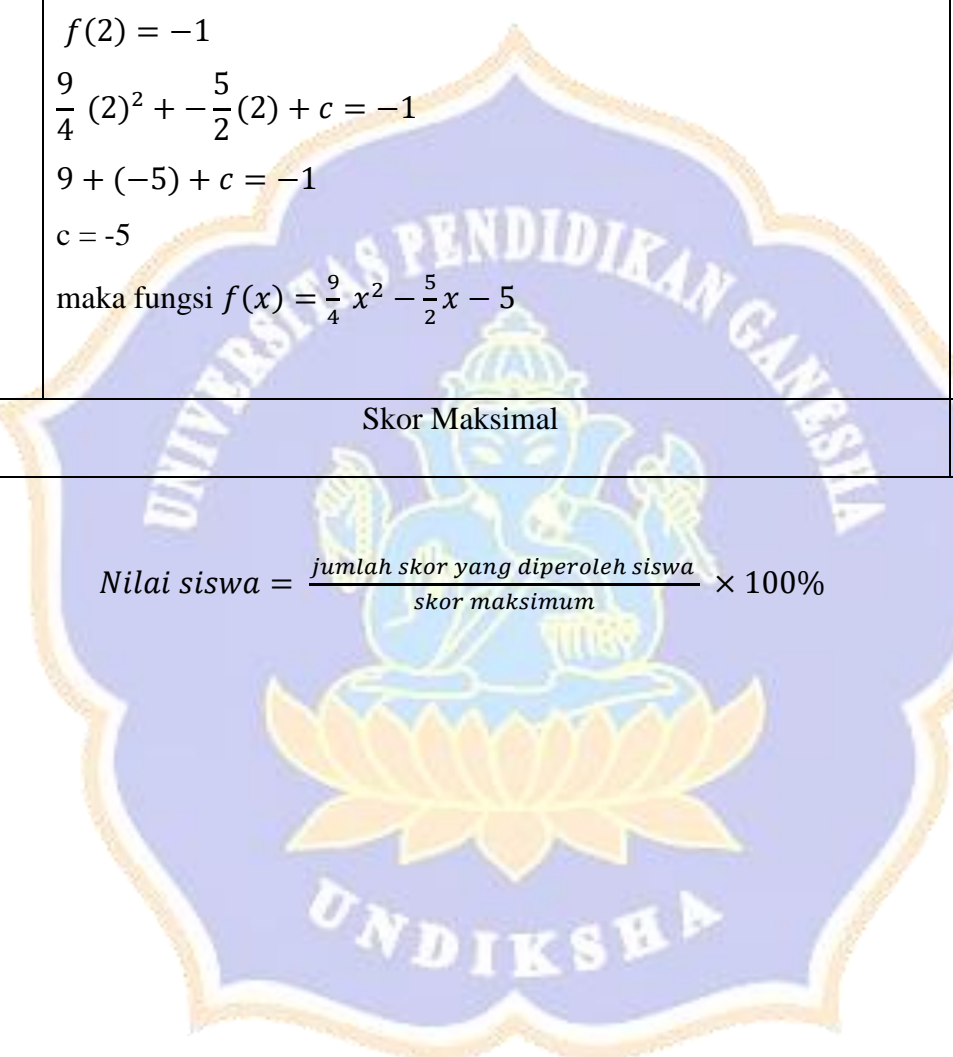 f(2) = −1
9/4 (2)² + −5/2(2) + c = −1
9 + (−5) + c = −1
c = -5
maka fungsi f(x) = 9/4 x² − 5/2x − 5
Skor Maksimal
Nilai siswa = jumlah skor yang diperoleh siswa/skor maksimum × 100%
UNIVERSITAS PENDIDIKAN GANESHA
UNDIKSHA